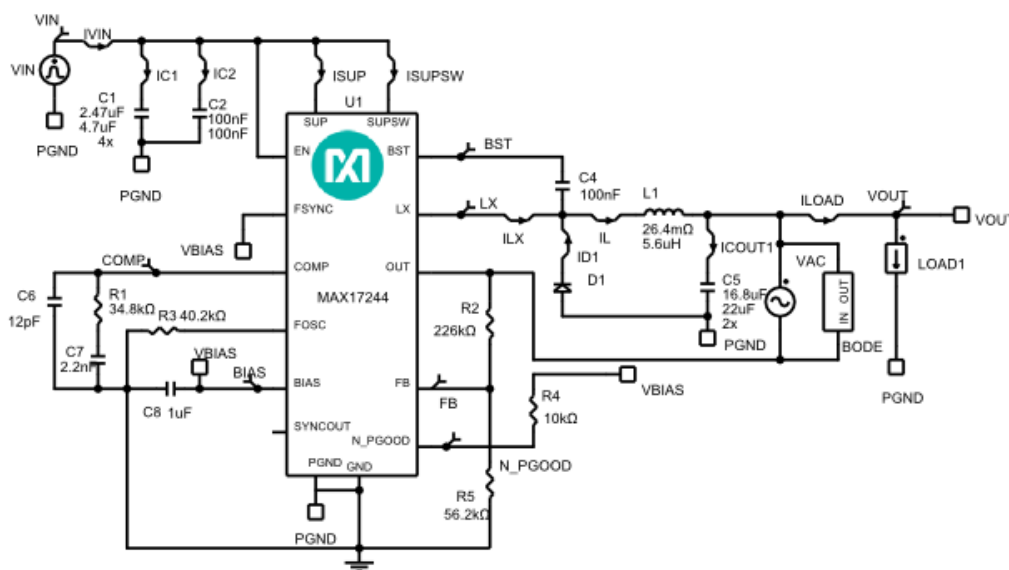 VIN
IVIN
VIN
IC1
IC2
ISUP
ISUPSW
C1
2.47uF
4.7uF
4x
C2
100nF
100nF
PGND
PGND
U1
SUP
SUPSW
EN
BST
BST
C4
100nF
FSYNC
LX
LX
ILX
IL
L1
26.4mΩ
5.6uH
ILOAD
VOUT
VOUT
VBIAS
COMP
COMP
OUT
ID1
D1
ICOUT1
VAC
LOAD1
MAX17244
C5
16.8uF
22uF
2x
IN OUT
C6
12pF
R1
34.8kΩ
R3 40.2kΩ
FOSC
R2
226kΩ
PGND
BODE
C7
VBIAS
BIAS
BIAS
FB
FB
VBIAS
PGND
C8 1uF
R4
10kΩ
SYNCOUT
N_PGOOD
N_PGOOD
PGND
GND
R5
56.2kΩ
PGND